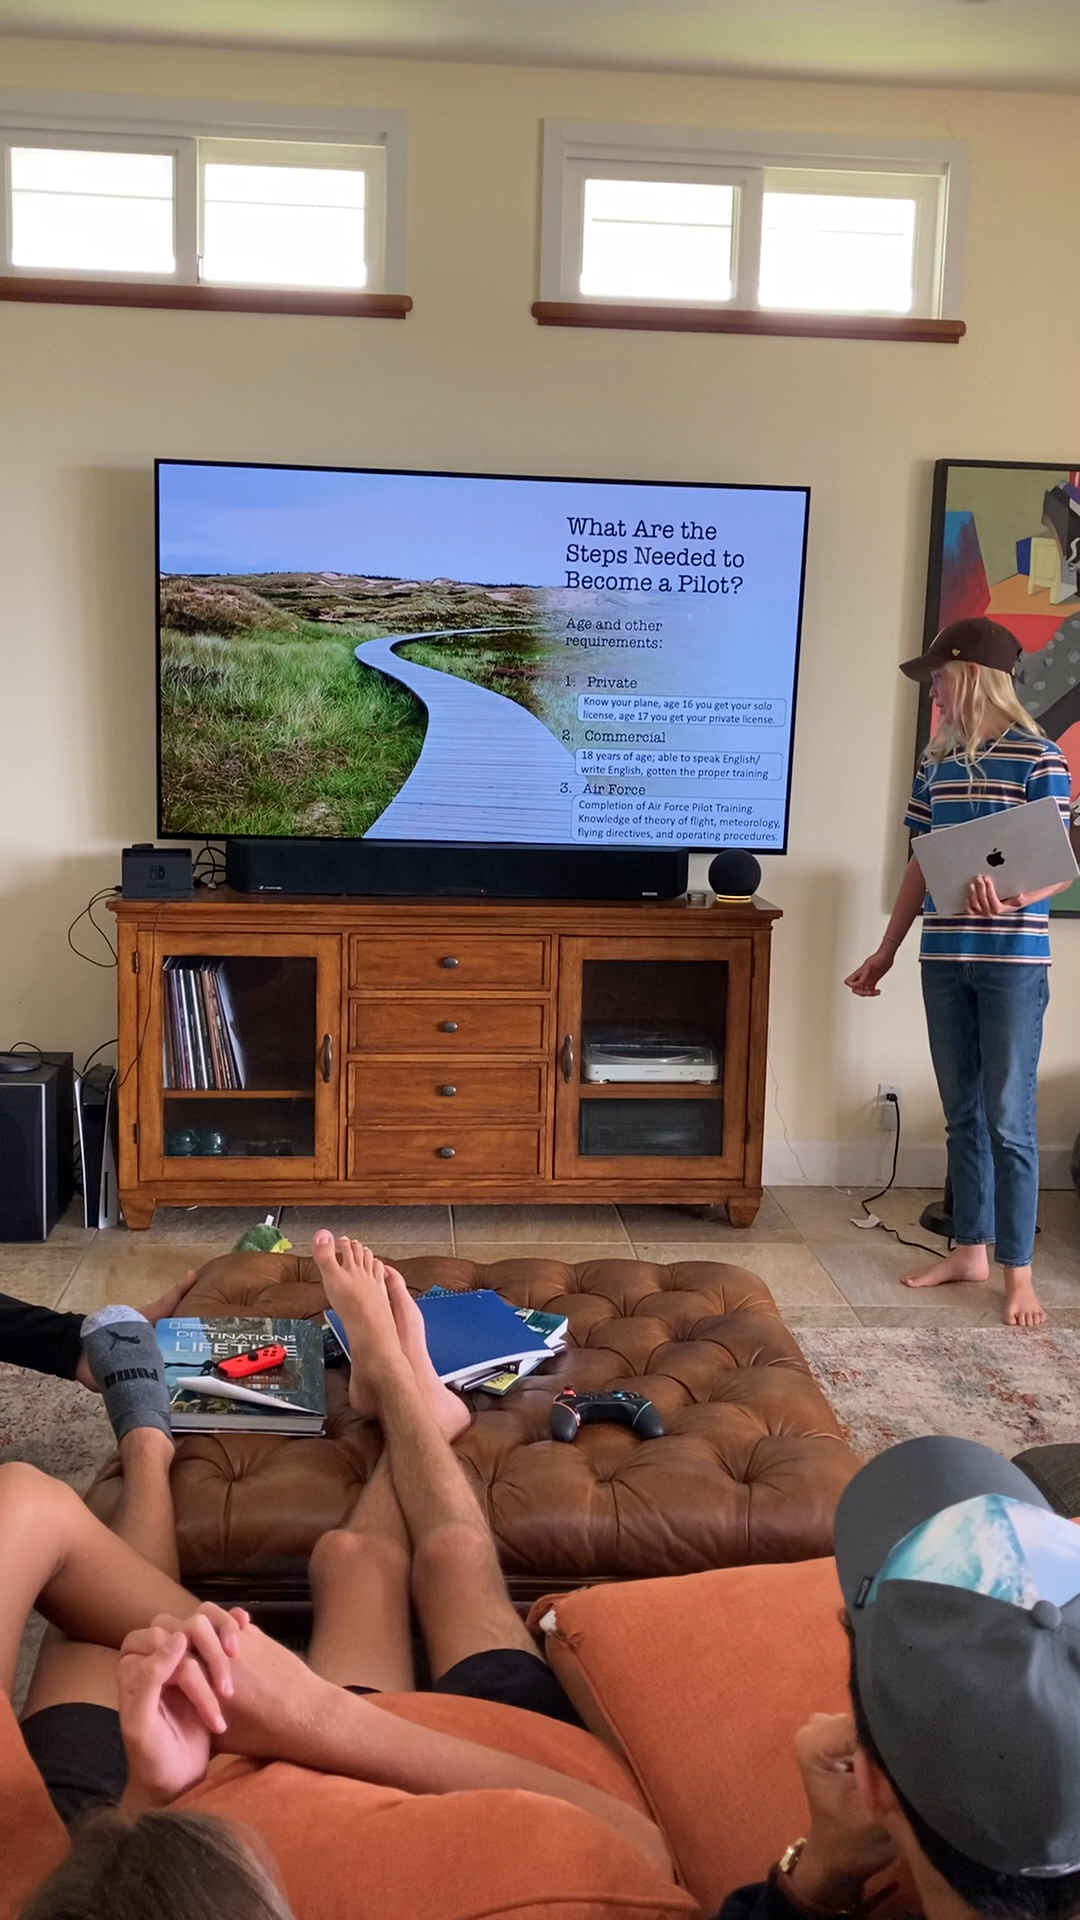 What Are the
Steps Needed to
Become a Pilot?
Age and other
requirements:
1. Private
Know your plane, age 16 you get your solo
license, age 17 you get your private license.
2. Commercial
18 years of age; able to speak English/
write English, gotten the proper training
3. Air Force
Completion of Air Force Pilot Training.
Knowledge of theory of flight, meteorology,
flying directives, and operating procedures.
DESTINATIONS
OF A
LIFETIME
PUMA